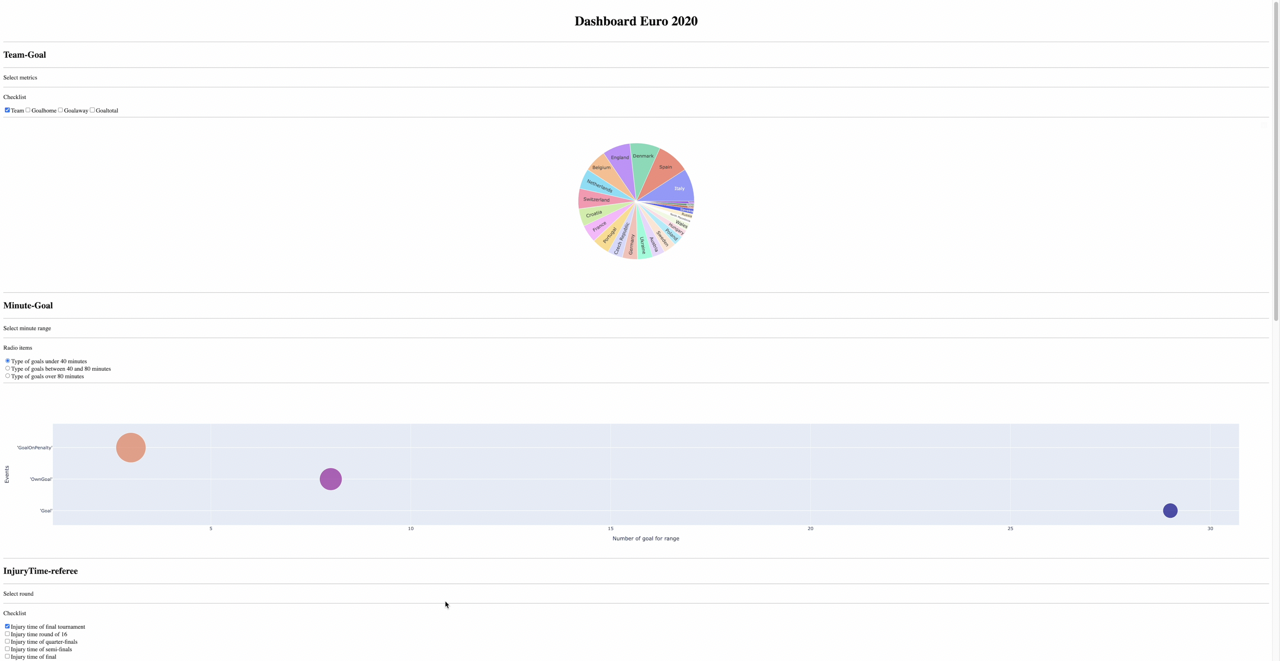 Dashboard Euro 2020
Team-Goal
Select metrics
Checklist
Team Goalhome Goalaway Goaltotal
Denmark
England
Spain
Belgium
Italy
Netherlands
Switzerland
Croatia
France
Portugal
Czech Republic
Germany
Ukraine
Austria
Sweden
Poland
Hungary
Wales
Minute-Goal
Select minute range
Radio items
Type of goals under 40 minutes
Type of goals between 40 and 80 minutes
Type of goals over 80 minutes
'GoalOnPenalty'
'OwnGoal'
'Goal'
Events
5 10 15 20 25 30
Number of goal for range
InjuryTime-referee
Select round
Checklist
Injury time of final tournament
Injury time round of 16
Injury time of quarter-finals
Injury time of semi-finals
Injury time of final